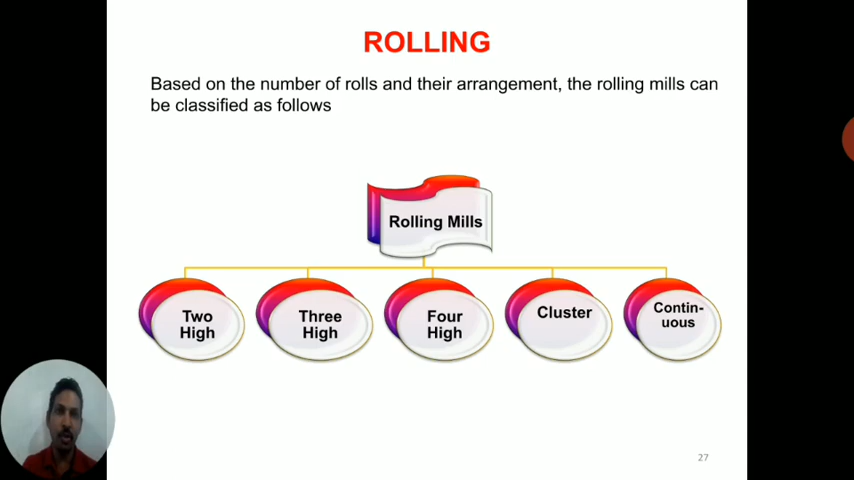 ROLLING
Based on the number of rolls and their arrangement, the rolling mills can
be classified as follows
Rolling Mills
Two
High
Three
High
Four
High
Cluster
Contin-
uous
27